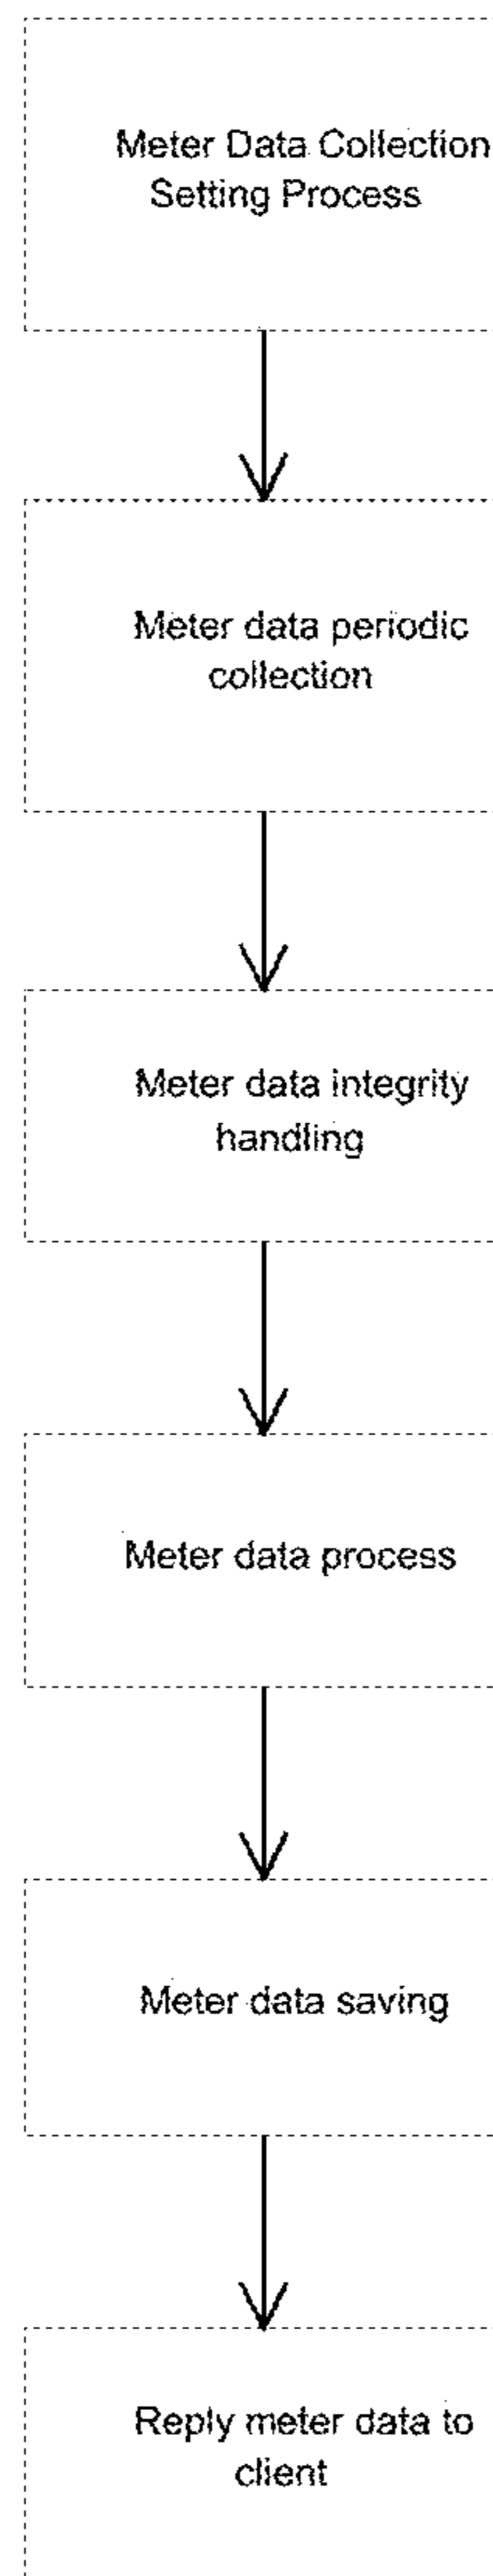 Meter Data Collection
Setting Process
Meter data periodic
collection
Meter data integrity
handling
Meter data process
Meter data saving
Reply meter data to
client